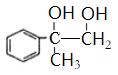 OH OH
C—CH₂
CH₃